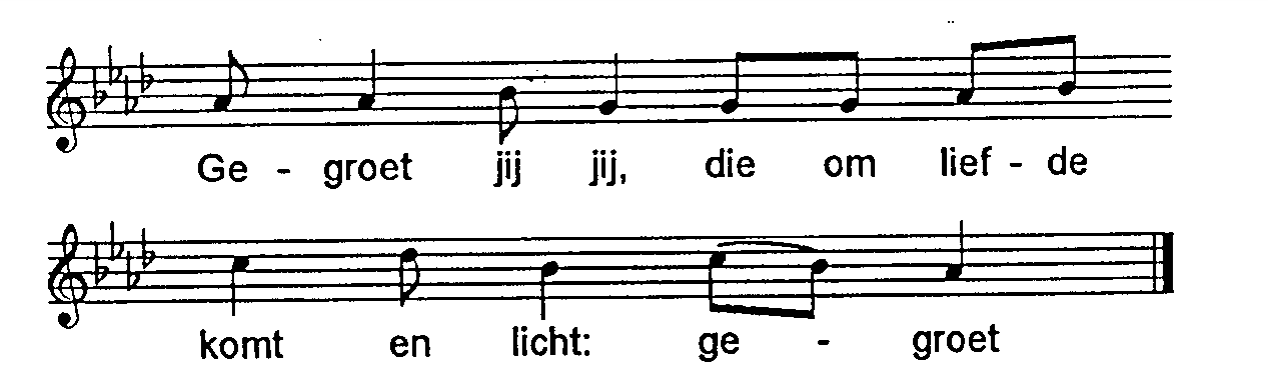 Ge - groet jij jij, die om lief - de
komt en licht: ge - groet